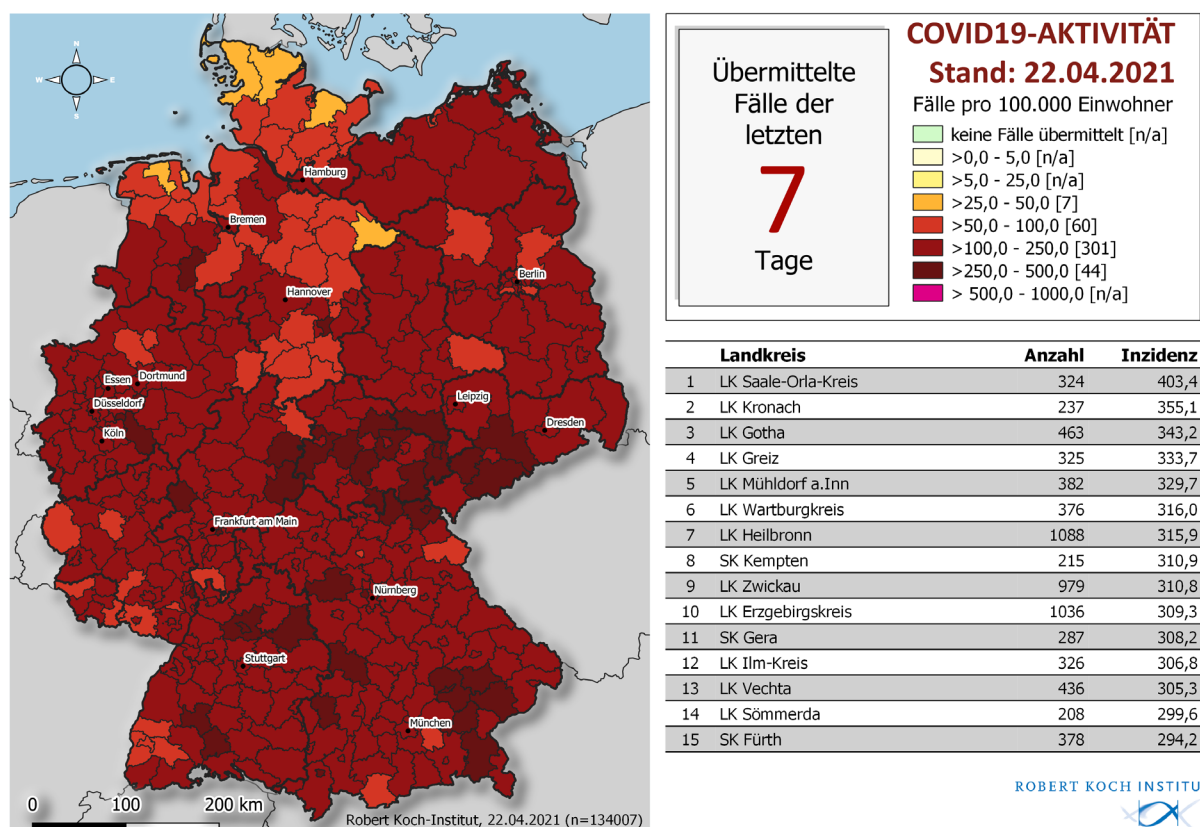 N
W
E
S
Hamburg
Bremen
Berlin
Hannover
Essen
Dortmund
Düsseldorf
Köln
Leipzig
Dresden
Frankfurt am Main
Nürnberg
Stuttgart
München
0 100 200 km
Robert Koch-Institut, 22.04.2021 (n=134007)
Übermittelte
Fälle der
letzten
7
Tage
COVID19-AKTIVITÄT
Stand: 22.04.2021
Fälle pro 100.000 Einwohner
keine Fälle übermittelt [n/a]
>0,0 - 5,0 [n/a]
>5,0 - 25,0 [n/a]
>25,0 - 50,0 [7]
>50,0 - 100,0 [60]
>100,0 - 250,0 [301]
>250,0 - 500,0 [44]
> 500,0 - 1000,0 [n/a]
Landkreis Anzahl Inzidenz
1 LK Saale-Orla-Kreis 324 403,4
2 LK Kronach 237 355,1
3 LK Gotha 463 343,2
4 LK Greiz 325 333,7
5 LK Mühldorf a.Inn 382 329,7
6 LK Wartburgkreis 376 316,0
7 LK Heilbronn 1088 315,9
8 SK Kempten 215 310,9
9 LK Zwickau 979 310,8
10 LK Erzgebirgskreis 1036 309,3
11 SK Gera 287 308,2
12 LK Ilm-Kreis 326 306,8
13 LK Vechta 436 305,3
14 LK Sömmerda 208 299,6
15 SK Fürth 378 294,2
ROBERT KOCH INSTITU